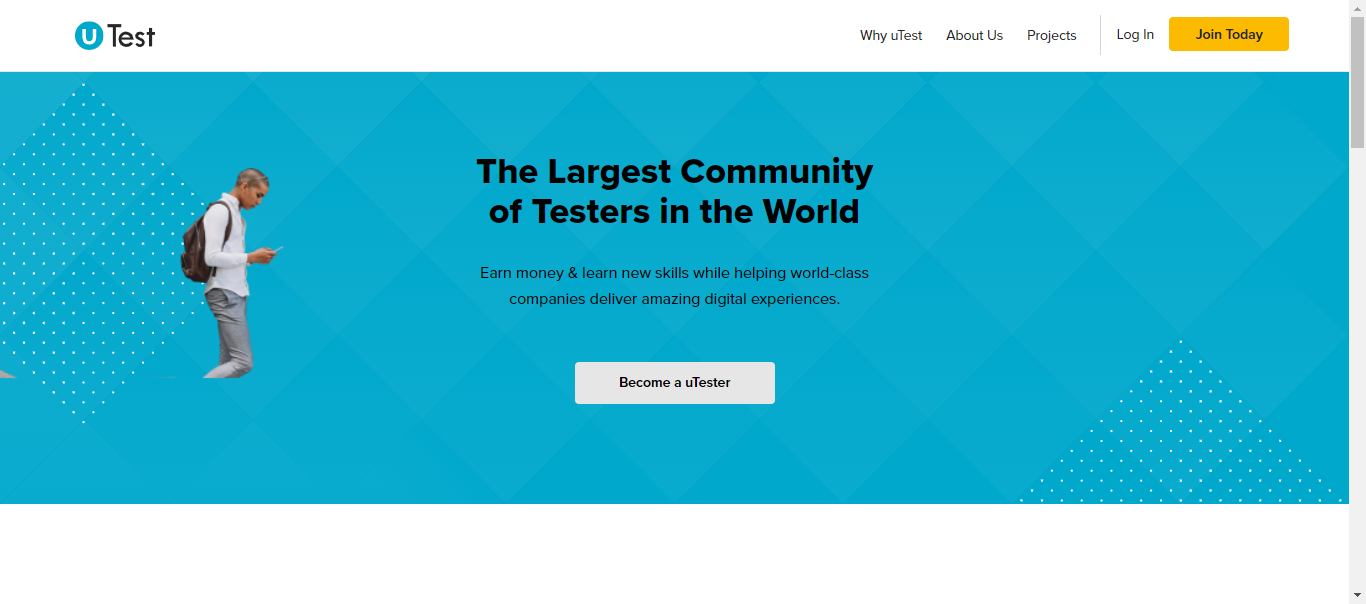 uTest
Why uTest
About Us
Projects
Log In
Join Today
The Largest Community
of Testers in the World
Earn money & learn new skills while helping world-class
companies deliver amazing digital experiences.
Become a uTester